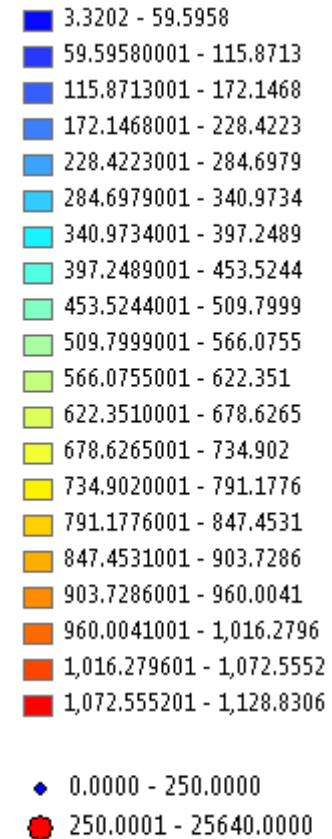 3.3202 - 59.5958
59.59580001 - 115.8713
115.8713001 - 172.1468
172.1468001 - 228.4223
228.4223001 - 284.6979
284.6979001 - 340.9734
340.9734001 - 397.2489
397.2489001 - 453.5244
453.5244001 - 509.7999
509.7999001 - 566.0755
566.0755001 - 622.351
622.3510001 - 678.6265
678.6265001 - 734.902
734.9020001 - 791.1776
791.1776001 - 847.4531
847.4531001 - 903.7286
903.7286001 - 960.0041
960.0041001 - 1,016.2796
1,016.279601 - 1,072.5552
1,072.555201 - 1,128.8306
0.0000 - 250.0000
250.0001 - 25640.0000